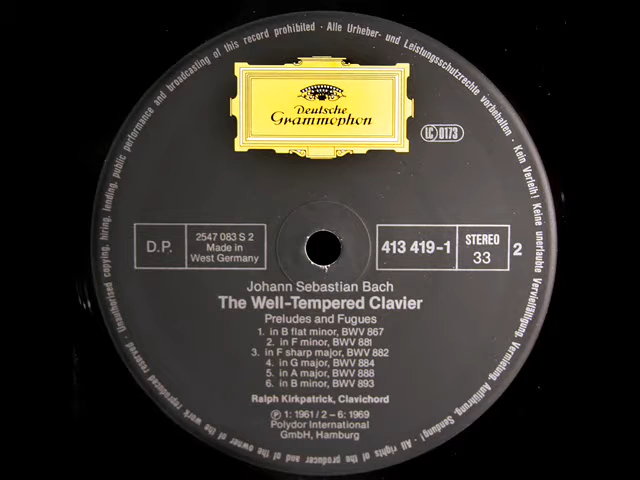 Deutsche
Grammophon
LC 0173
D.P.
2547 083 S 2
Made in
West Germany
413 419-1
STEREO
33
2
Johann Sebastian Bach
The Well-Tempered Clavier
Preludes and Fugues
1. in B flat minor, BWV 867
2. in F minor, BWV 881
3. in F sharp major, BWV 882
4. in G major, BWV 884
5. in A major, BWV 888
6. in B minor, BWV 893
Ralph Kirkpatrick, Clavichord
Ⓟ 1: 1961 / 2 – 6: 1969
Polydor International
GmbH, Hamburg
Alle Urheber- und Leistungsschutzrechte vorbehalten · Kein Verleih! Keine unerlaubte Vervielfältigung, Vermietung, Aufführung, Sendung! · All rights of the producer and of the owner of the work reproduced reserved · Unauthorised copying, hiring, lending, public performance and broadcasting of this record prohibited ·